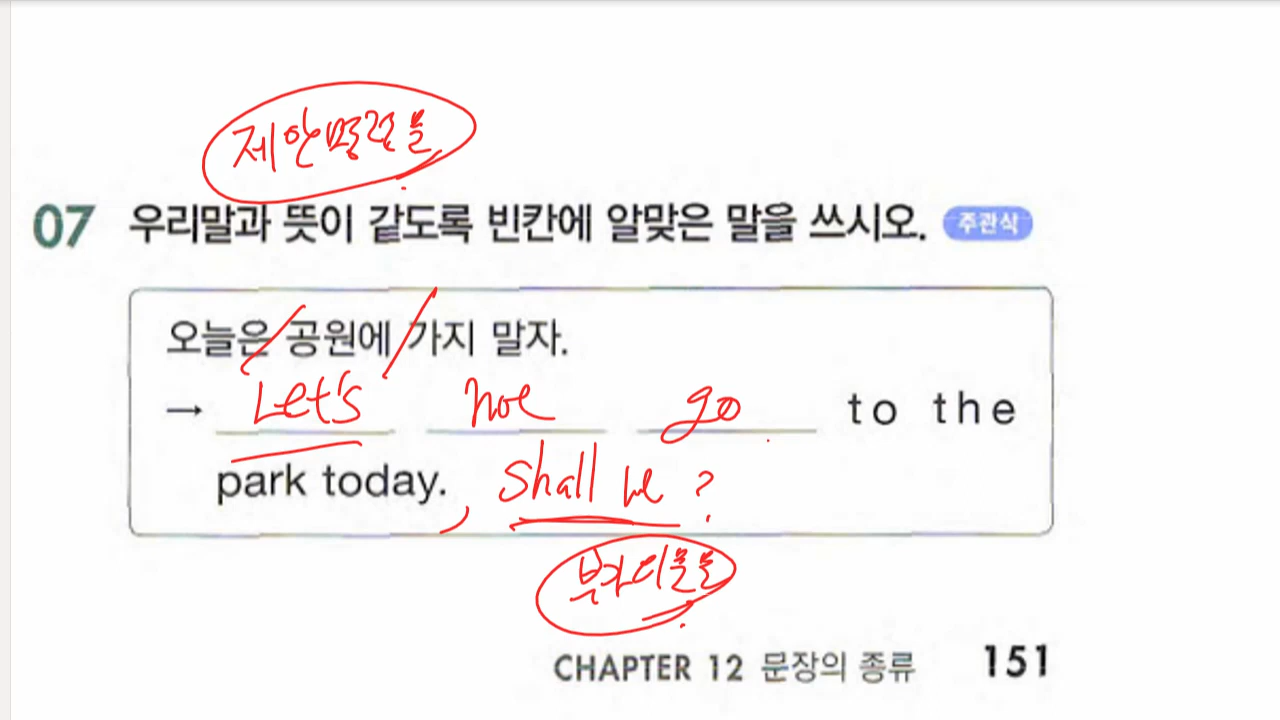 제안명령문
07 우리말과 뜻이 같도록 빈칸에 알맞은 말을 쓰시오. 주관식
오늘은 공원에 가지 말자.
→ Let's not go to the
park today. , shall we ?
부가의문문
CHAPTER 12 문장의 종류 151